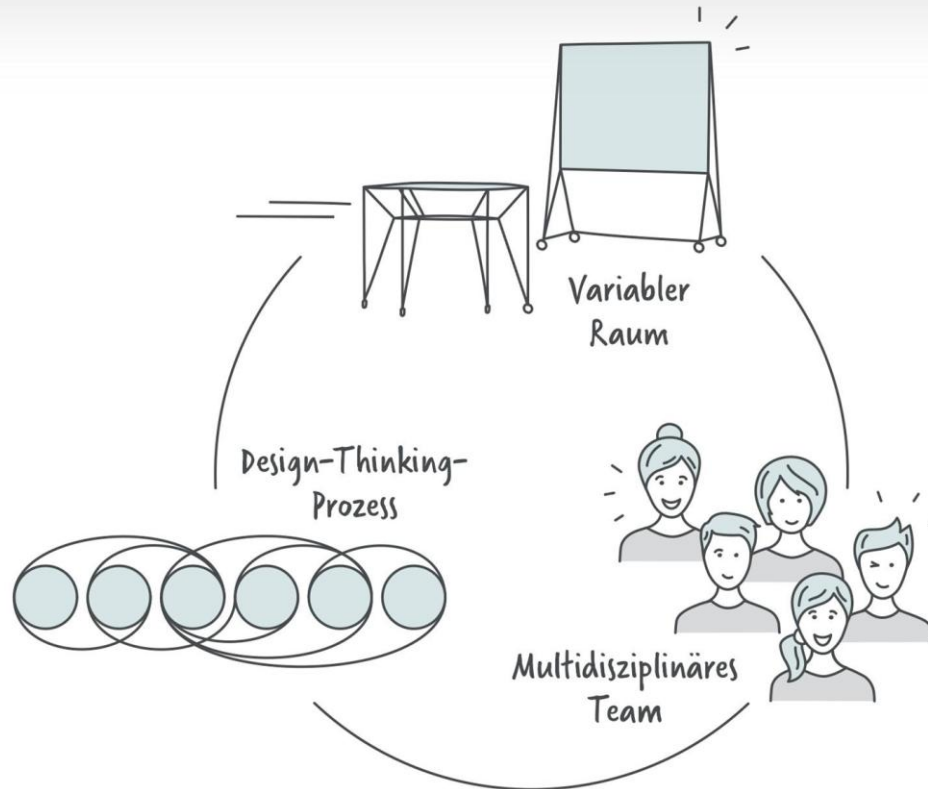 Variabler
Raum
Design-Thinking-
Prozess
Multidisziplinäres
Team